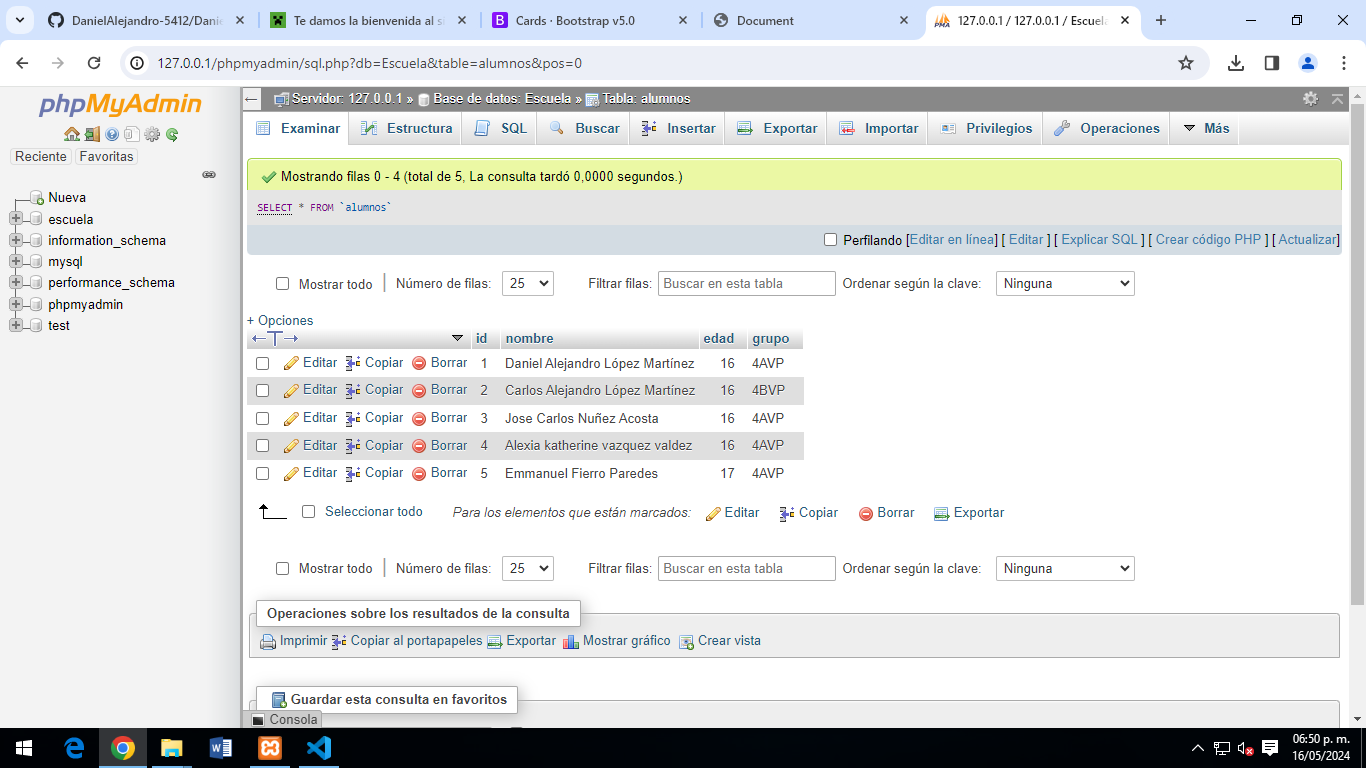 DanielAlejandro-5412/Danie
Te damos la bienvenida al si
Cards · Bootstrap v5.0
Document
127.0.0.1 / 127.0.0.1 / Escuela
127.0.0.1/phpmyadmin/sql.php?db=Escuela&table=alumnos&pos=0
phpMyAdmin
Reciente Favoritas
Nueva
escuela
information_schema
mysql
performance_schema
phpmyadmin
test
Servidor: 127.0.0.1 » Base de datos: Escuela » Tabla: alumnos
Examinar Estructura SQL Buscar Insertar Exportar Importar Privilegios Operaciones Más
Mostrando filas 0 - 4 (total de 5, La consulta tardó 0,0000 segundos.)
SELECT * FROM `alumnos`
Perfilando [Editar en línea] [ Editar ] [ Explicar SQL ] [ Crear código PHP ] [ Actualizar]
Mostrar todo | Número de filas: 25 Filtrar filas: Buscar en esta tabla Ordenar según la clave: Ninguna
+ Opciones
←T→ id nombre edad grupo
Editar Copiar Borrar 1 Daniel Alejandro López Martínez 16 4AVP
Editar Copiar Borrar 2 Carlos Alejandro López Martínez 16 4BVP
Editar Copiar Borrar 3 Jose Carlos Nuñez Acosta 16 4AVP
Editar Copiar Borrar 4 Alexia katherine vazquez valdez 16 4AVP
Editar Copiar Borrar 5 Emmanuel Fierro Paredes 17 4AVP
Seleccionar todo Para los elementos que están marcados: Editar Copiar Borrar Exportar
Mostrar todo | Número de filas: 25 Filtrar filas: Buscar en esta tabla Ordenar según la clave: Ninguna
Operaciones sobre los resultados de la consulta
Imprimir Copiar al portapapeles Exportar Mostrar gráfico Crear vista
Guardar esta consulta en favoritos
Consola
06:50 p. m.
16/05/2024